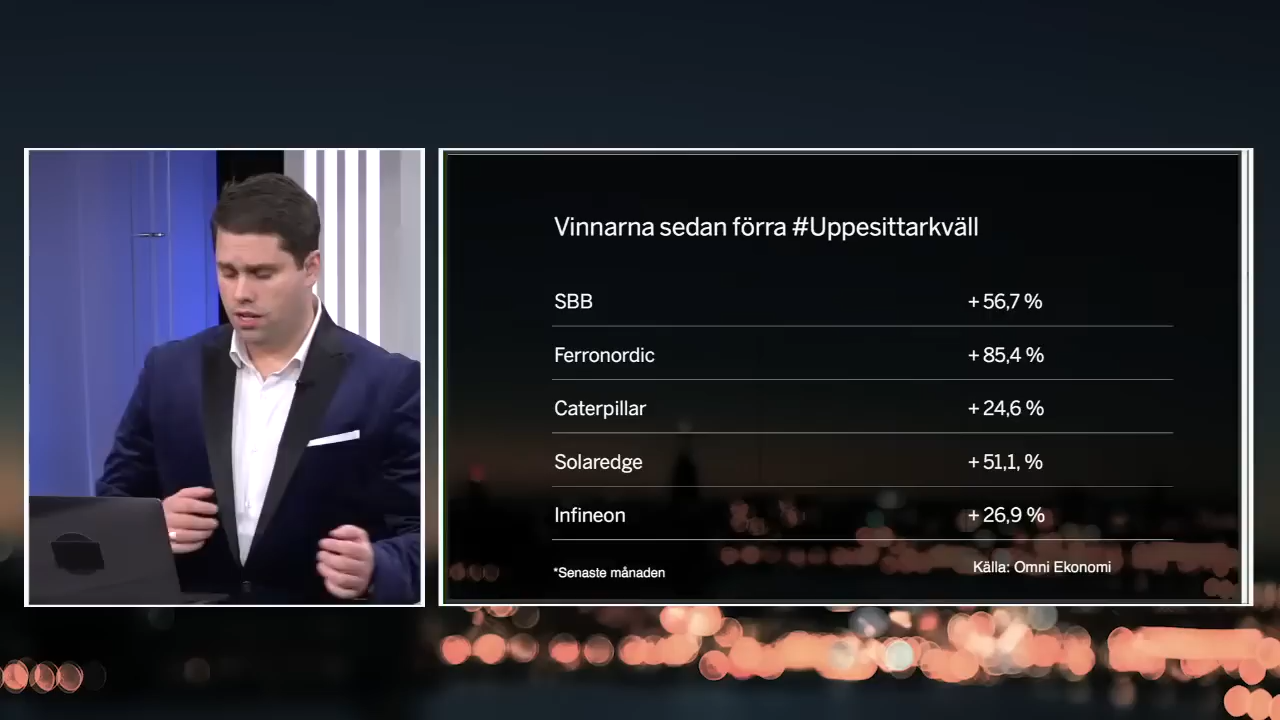 Vinnarna sedan förra #Uppesittarkväll
SBB + 56,7 %
Ferronordic + 85,4 %
Caterpillar + 24,6 %
Solaredge + 51,1, %
Infineon + 26,9 %
*Senaste månaden
Källa: Omni Ekonomi